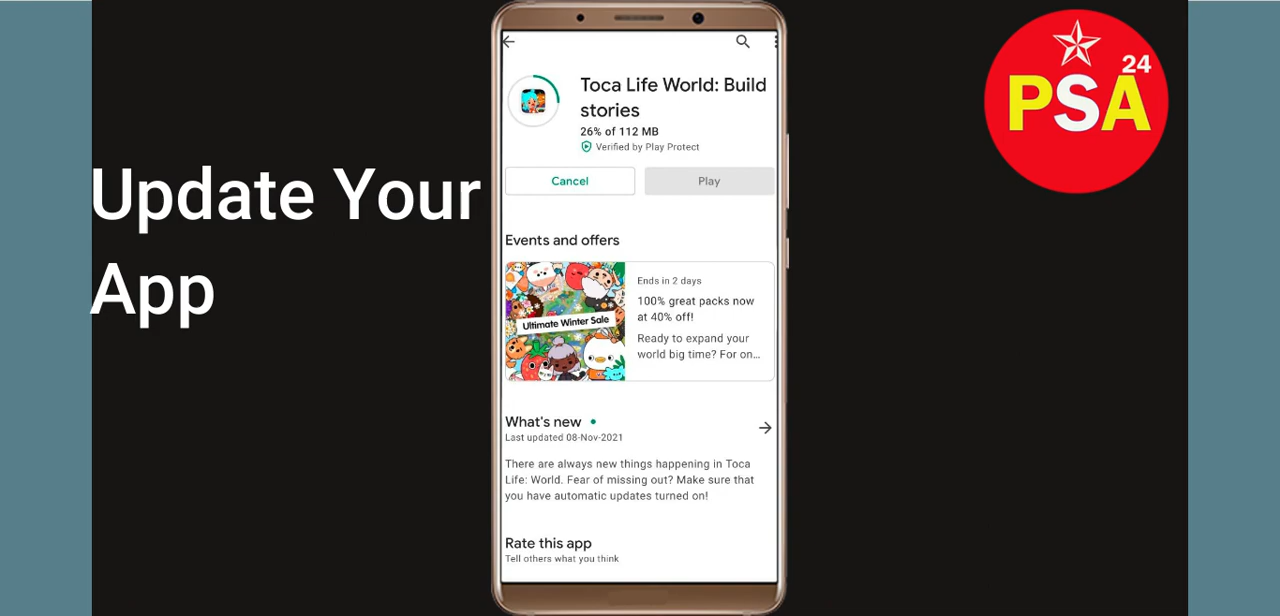 Update Your
App
Toca Life World: Build
stories
26% of 112 MB
Verified by Play Protect
Cancel
Play
Events and offers
Ultimate Winter Sale
Ends in 2 days
100% great packs now
at 40% off!
Ready to expand your
world big time? For on…
What's new
Last updated 08-Nov-2021
There are always new things happening in Toca
Life: World. Fear of missing out? Make sure that
you have automatic updates turned on!
Rate this app
Tell others what you think
24
PSA